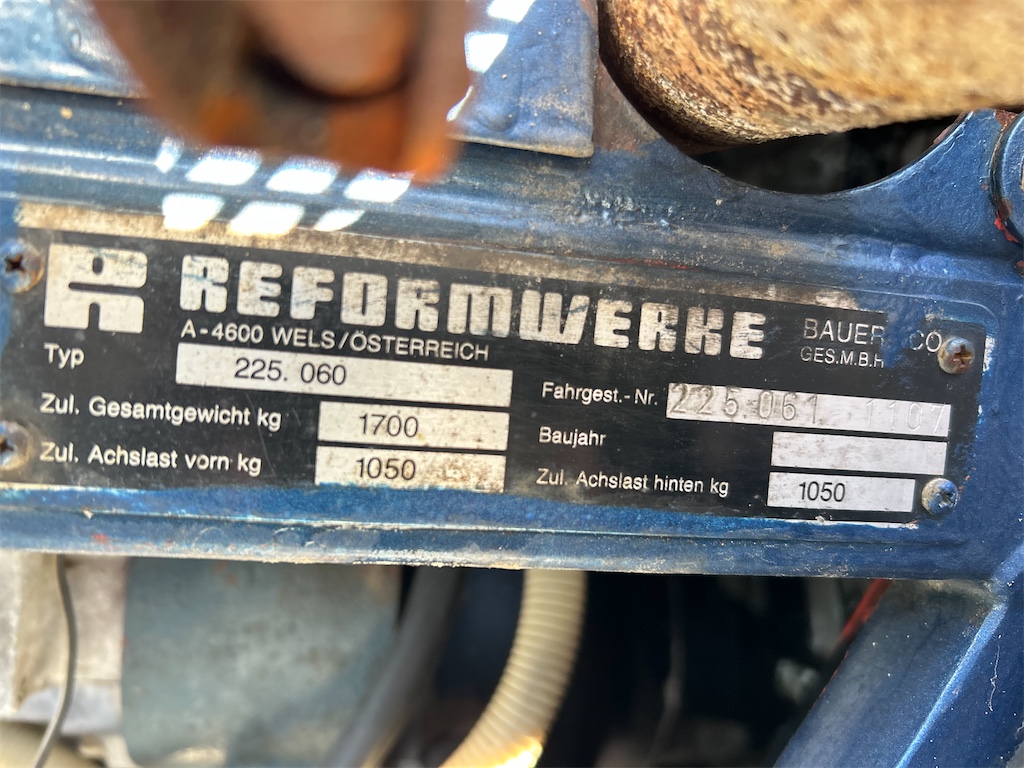 R REFORMWERKE BAUER CO
A-4600 WELS/ÖSTERREICH GES.M.B.H
Typ 225. 060
Fahrgest.-Nr. 225 061 1107
Zul. Gesamtgewicht kg 1700
Baujahr
Zul. Achslast vorn kg 1050
Zul. Achslast hinten kg 1050